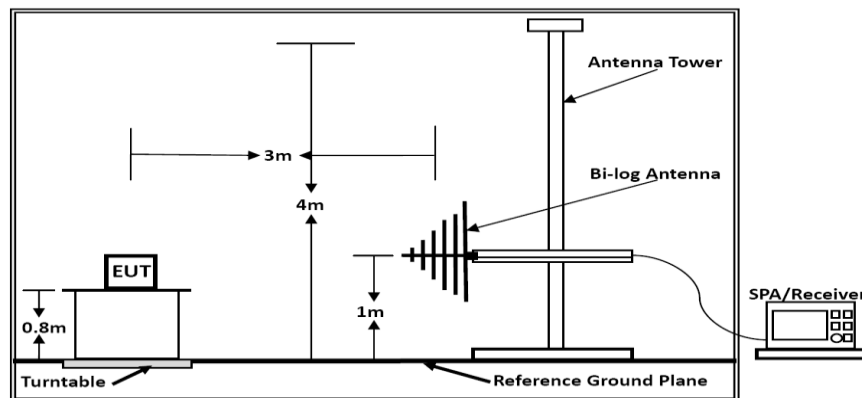 Antenna Tower
3m
Bi-log Antenna
4m
EUT
SPA/Receiver
0.8m
1m
Turntable
Reference Ground Plane